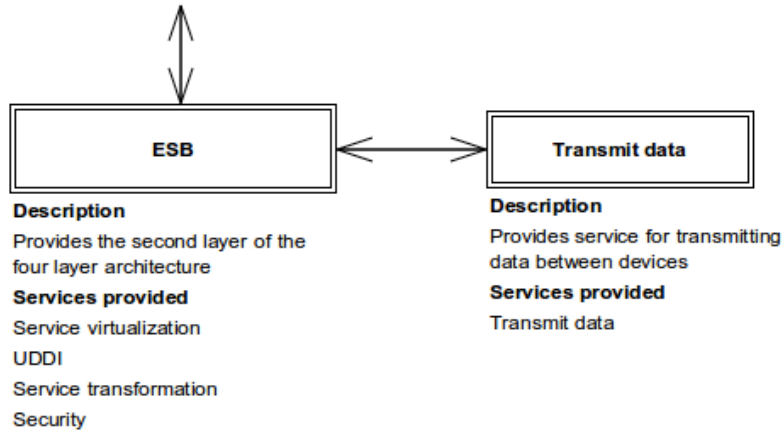 ESB
Description
Provides the second layer of the
four layer architecture
Services provided
Service virtualization
UDDI
Service transformation
Security
Transmit data
Description
Provides service for transmitting
data between devices
Services provided
Transmit data